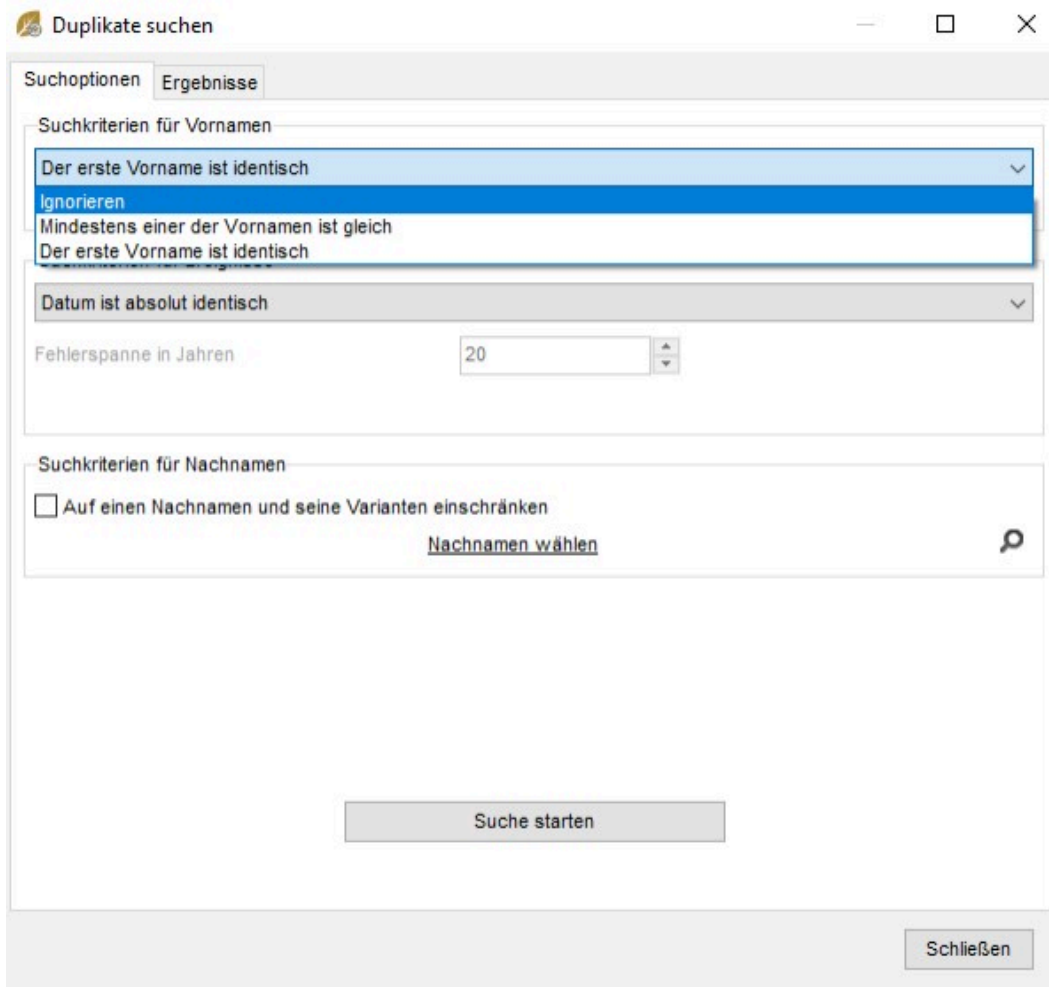 Duplikate suchen
Suchoptionen
Ergebnisse
Suchkriterien für Vornamen
Der erste Vorname ist identisch
Ignorieren
Mindestens einer der Vornamen ist gleich
Der erste Vorname ist identisch
Datum ist absolut identisch
Fehlerspanne in Jahren
20
Suchkriterien für Nachnamen
Auf einen Nachnamen und seine Varianten einschränken
Nachnamen wählen
Suche starten
Schließen